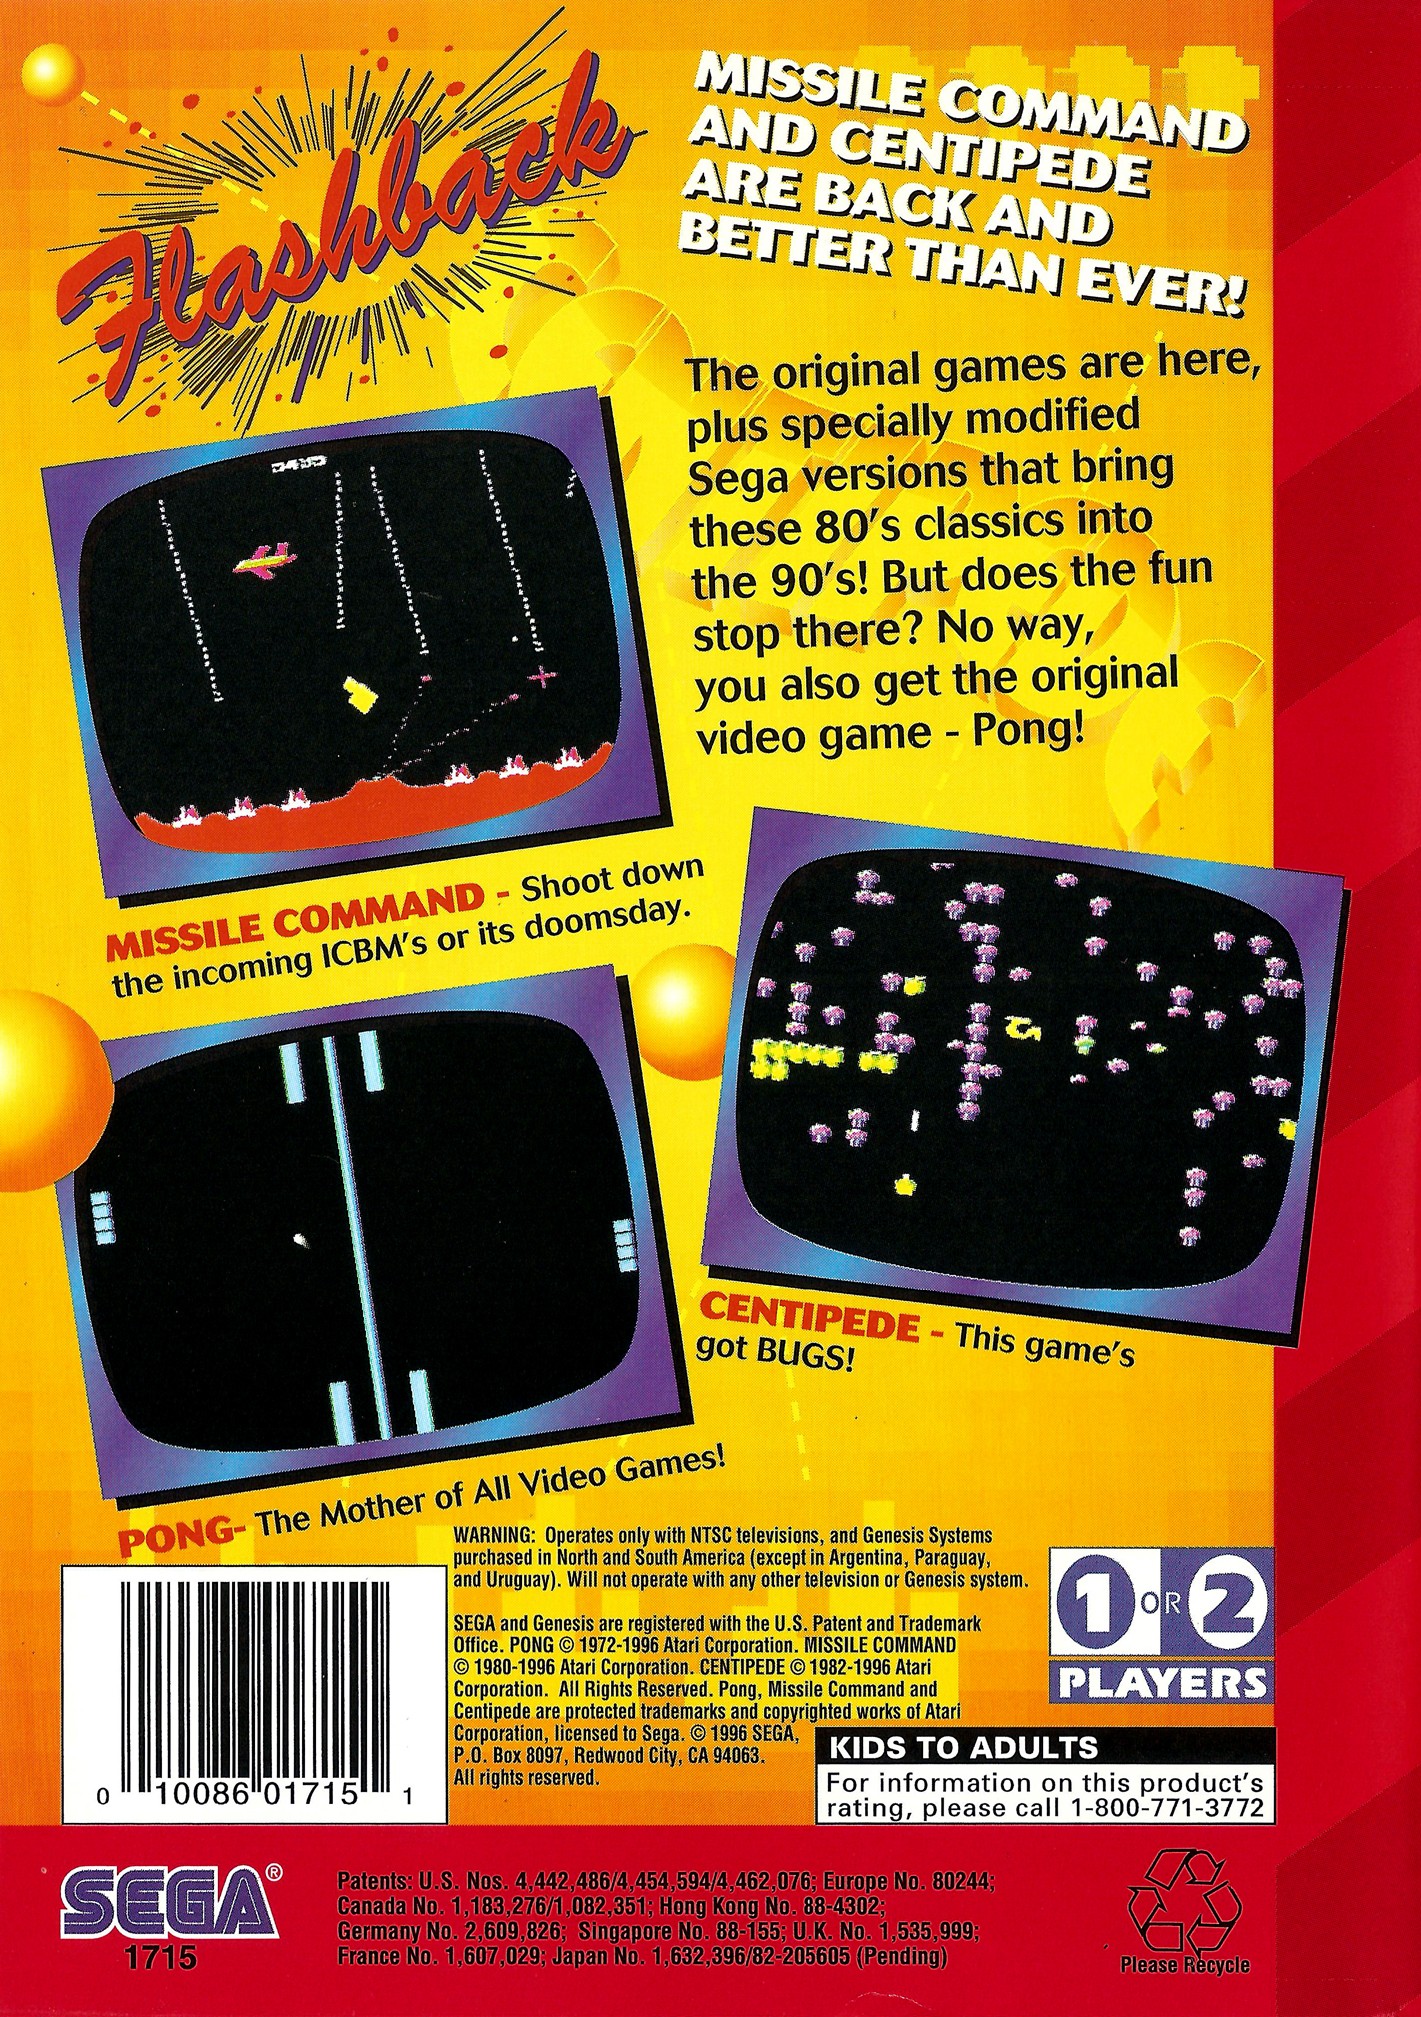 Flashback
MISSILE COMMAND
AND CENTIPEDE
ARE BACK AND
BETTER THAN EVER!
The original games are here,
plus specially modified
Sega versions that bring
these 80's classics into
the 90's! But does the fun
stop there? No way,
you also get the original
video game - Pong!
MISSILE COMMAND - Shoot down
the incoming ICBM's or its doomsday.
CENTIPEDE - This game's
got BUGS!
PONG- The Mother of All Video Games!
WARNING: Operates only with NTSC televisions, and Genesis Systems
purchased in North and South America (except in Argentina, Paraguay,
and Uruguay). Will not operate with any other television or Genesis system.
SEGA and Genesis are registered with the U.S. Patent and Trademark
Office. PONG © 1972-1996 Atari Corporation. MISSILE COMMAND
© 1980-1996 Atari Corporation. CENTIPEDE © 1982-1996 Atari
Corporation. All Rights Reserved. Pong, Missile Command and
Centipede are protected trademarks and copyrighted works of Atari
Corporation, licensed to Sega. © 1996 SEGA,
P.O. Box 8097, Redwood City, CA 94063.
All rights reserved.
1 OR 2
PLAYERS
KIDS TO ADULTS
For information on this product's
rating, please call 1-800-771-3772
0 10086 01715 1
SEGA®
1715
Patents: U.S. Nos. 4,442,486/4,454,594/4,462,076; Europe No. 80244;
Canada No. 1,183,276/1,082,351; Hong Kong No. 88-4302;
Germany No. 2,609,826; Singapore No. 88-155; U.K. No. 1,535,999;
France No. 1,607,029; Japan No. 1,632,396/82-205605 (Pending)
Please Recycle